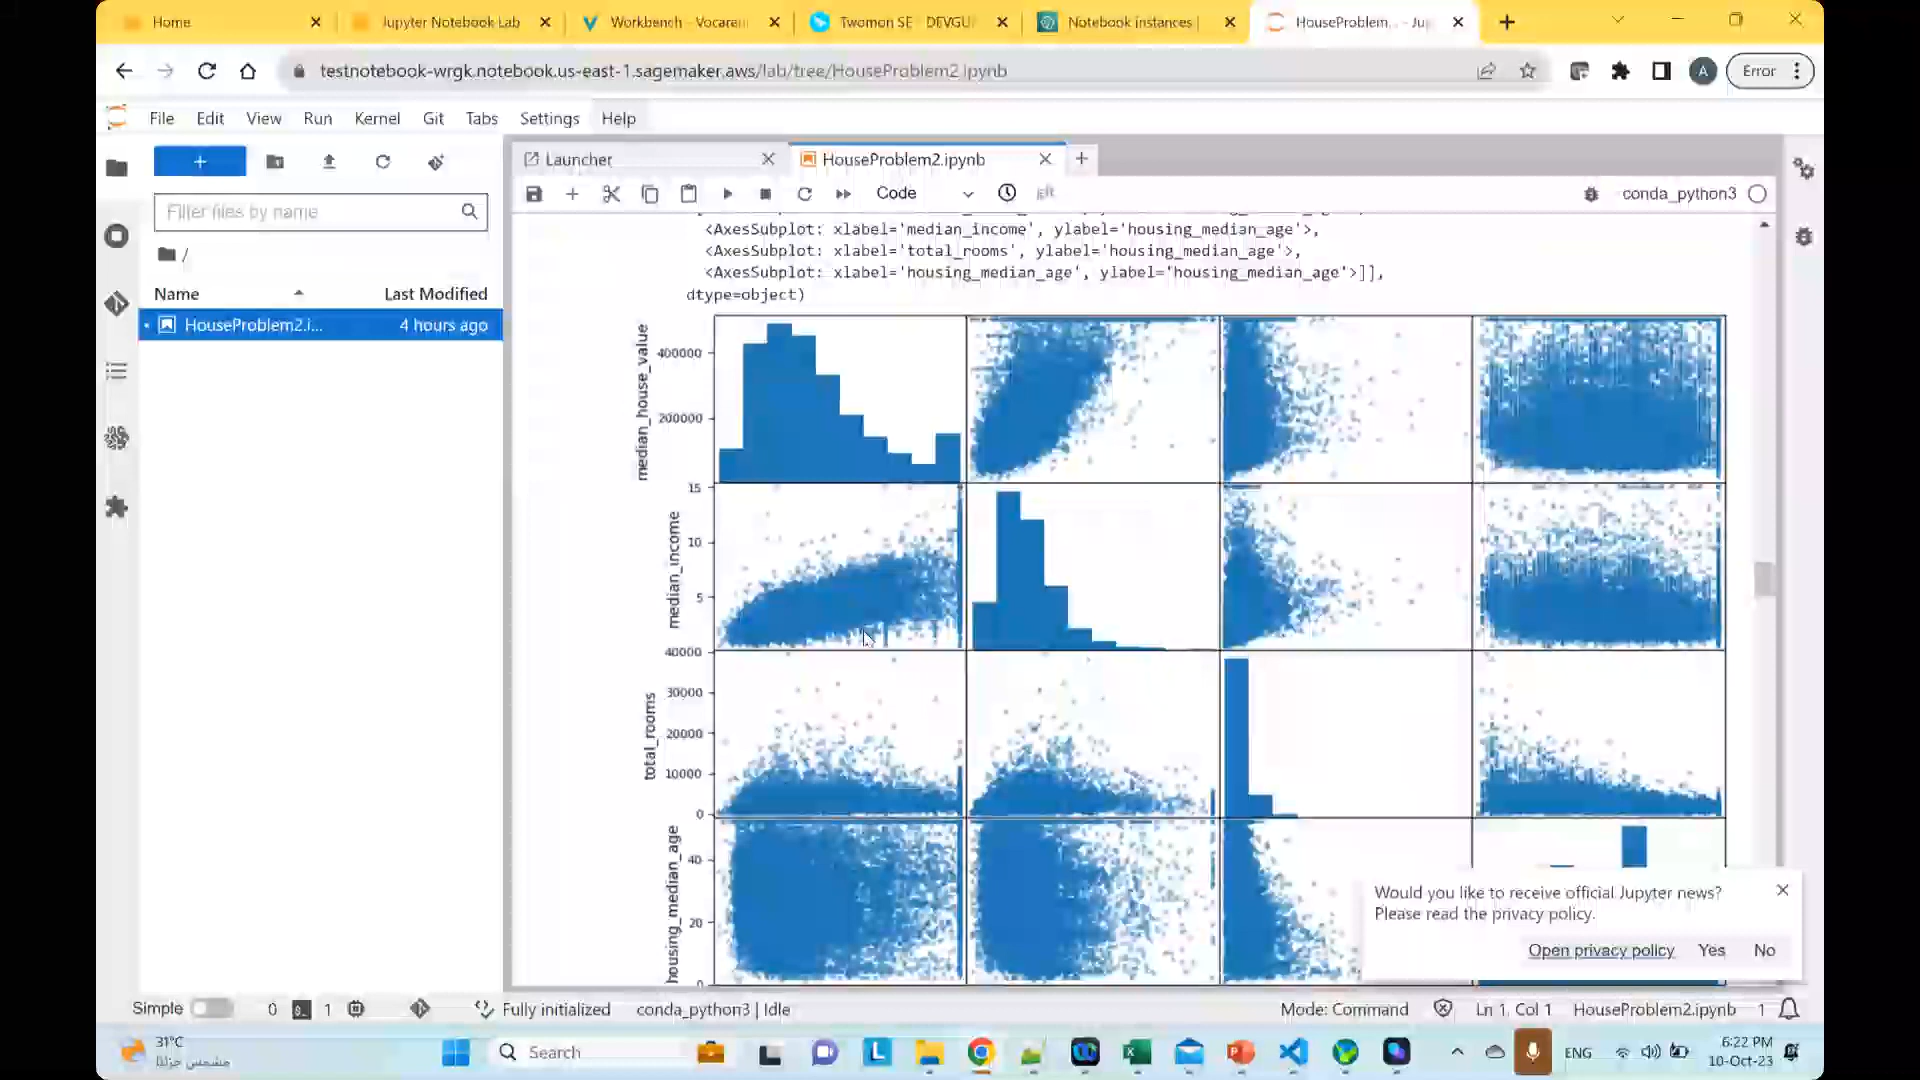 Home
Jupyter Notebook Lab
Workbench - Vocaren
Twomon SE - DEVGU
Notebook instances |
HouseProblem... - Jup
testnotebook-wrgk.notebook.us-east-1.sagemaker.aws/lab/tree/HouseProblem2.ipynb
A
Error
File Edit View Run Kernel Git Tabs Settings Help
Launcher
HouseProblem2.ipynb
Filter files by name
Code
git
conda_python3
/
Name
Last Modified
HouseProblem2.i...
4 hours ago
<AxesSubplot: xlabel='median_income', ylabel='housing_median_age'>,
<AxesSubplot: xlabel='total_rooms', ylabel='housing_median_age'>,
<AxesSubplot: xlabel='housing_median_age', ylabel='housing_median_age'>]],
dtype=object)
median_house_value
400000
200000
median_income
15
10
5
total_rooms
40000
30000
20000
10000
0
housing_median_age
40
20
0
Would you like to receive official Jupyter news?
Please read the privacy policy.
Open privacy policy Yes No
Simple 0 1 Fully initialized conda_python3 | Idle
Mode: Command Ln 1, Col 1 HouseProblem2.ipynb 1
31°C
مشمس جزئيًا
Search
ENG
6:22 PM
10-Oct-23